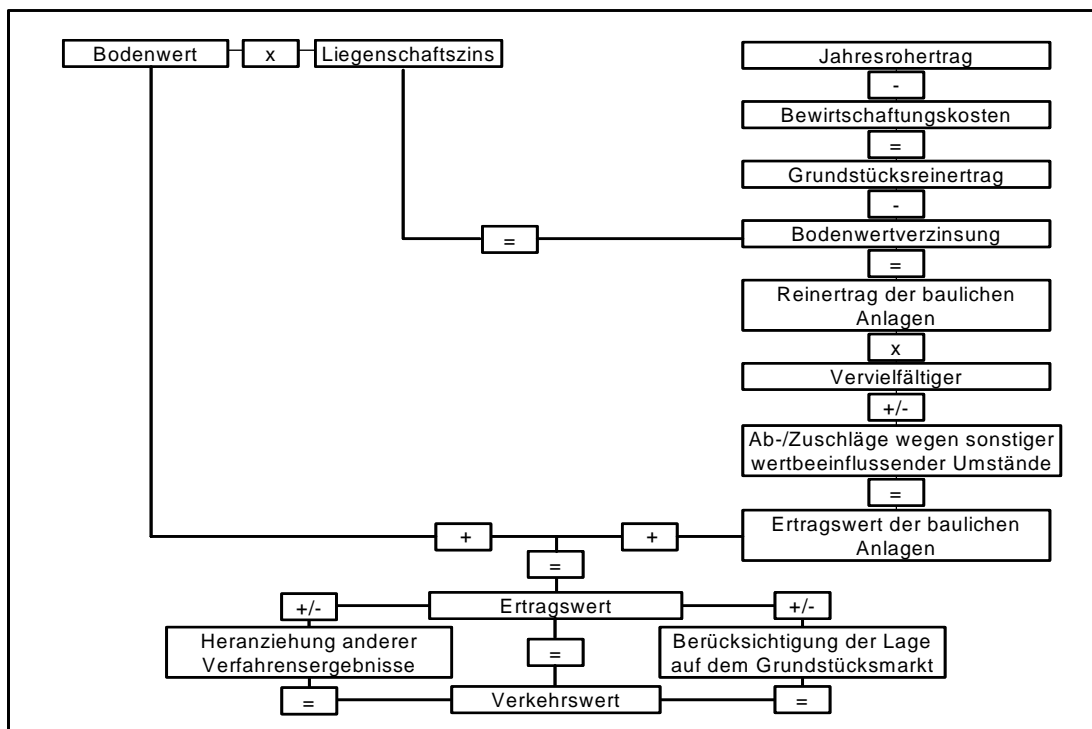 Bodenwert x Liegenschaftszins
Jahresrohertrag
-
Bewirtschaftungskosten
=
Grundstücksreinertrag
-
= Bodenwertverzinsung
=
Reinertrag der baulichen
Anlagen
x
Vervielfältiger
+/-
Ab-/Zuschläge wegen sonstiger
wertbeeinflussender Umstände
=
Ertragswert der baulichen
Anlagen
+ +
=
+/- Ertragswert +/-
Heranziehung anderer
Verfahrensergebnisse
=
Berücksichtigung der Lage
auf dem Grundstücksmarkt
= Verkehrswert =